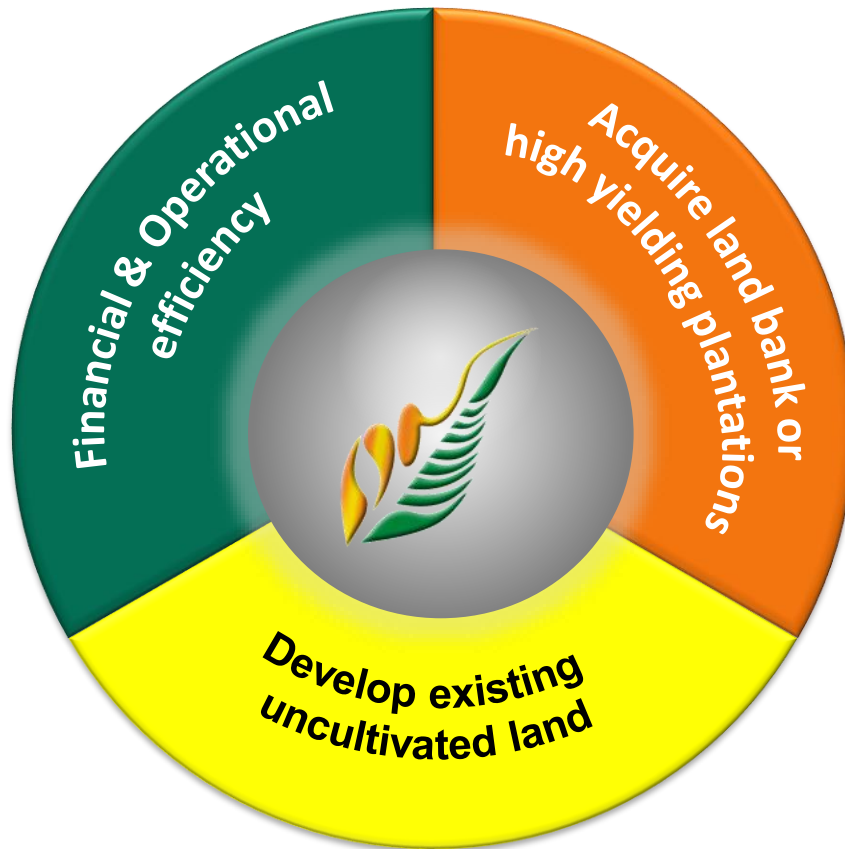 Financial & Operational
efficiency
Acquire land bank or
high yielding plantations
Develop existing
uncultivated land